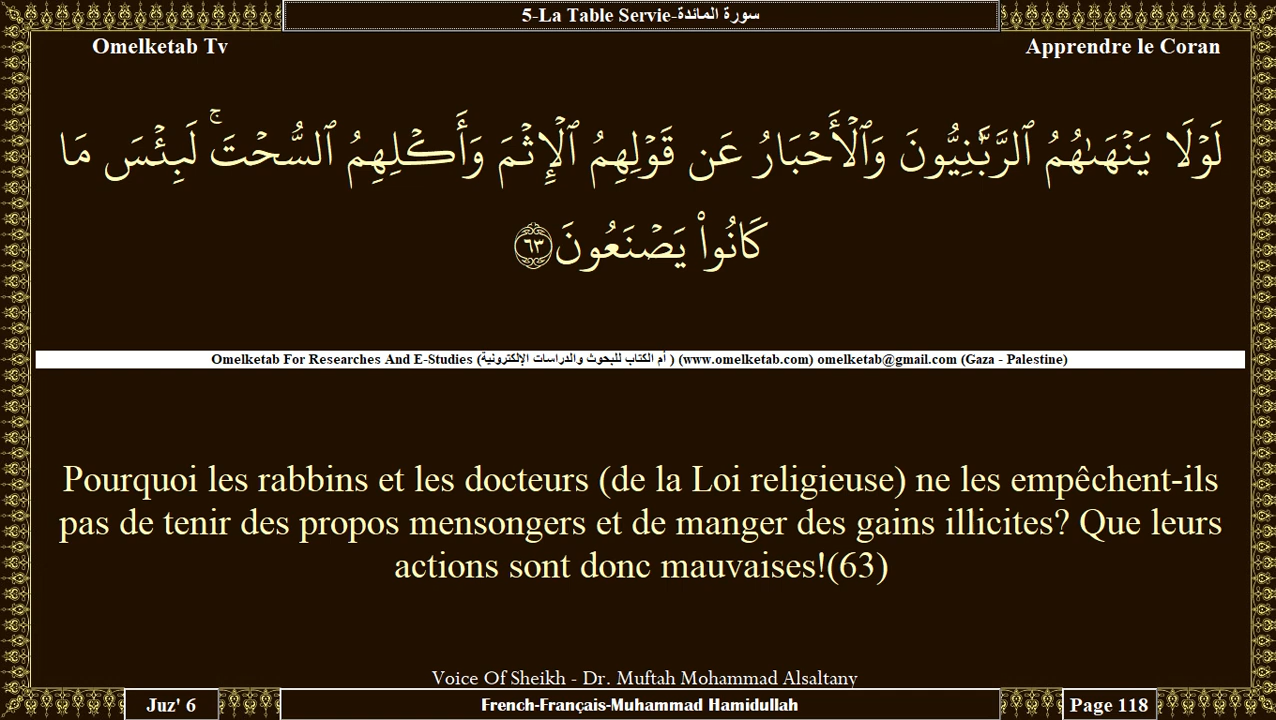 5-La Table Servie-سورة المائدة
Omelketab Tv
Apprendre le Coran
لَوۡلَا يَنۡهَىٰهُمُ ٱلرَّبَّٰنِيُّونَ وَٱلۡأَحۡبَارُ عَن قَوۡلِهِمُ ٱلۡإِثۡمَ وَأَكۡلِهِمُ ٱلسُّحۡتَۚ لَبِئۡسَ مَا
كَانُواْ يَصۡنَعُونَ ٦٣
Omelketab For Researches And E-Studies (أم الكتاب للبحوث والدراسات الإلكترونية ) (www.omelketab.com) omelketab@gmail.com (Gaza - Palestine)
Pourquoi les rabbins et les docteurs (de la Loi religieuse) ne les empêchent-ils
pas de tenir des propos mensongers et de manger des gains illicites? Que leurs
actions sont donc mauvaises!(63)
Voice Of Sheikh - Dr. Muftah Mohammad Alsaltany
Juz' 6
French-Français-Muhammad Hamidullah
Page 118